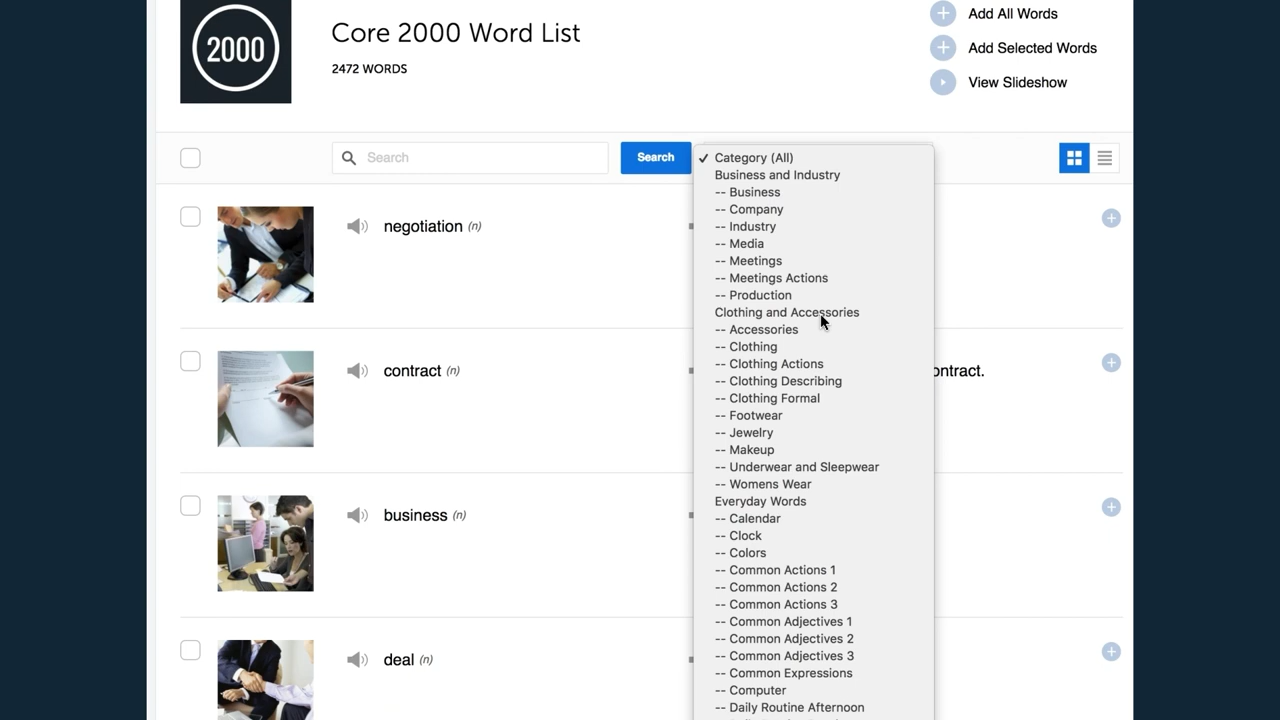 2000
Core 2000 Word List
2472 WORDS
Add All Words
Add Selected Words
View Slideshow
Search
Search
✓ Category (All)
Business and Industry
-- Business
-- Company
-- Industry
-- Media
-- Meetings
-- Meetings Actions
-- Production
Clothing and Accessories
-- Accessories
-- Clothing
-- Clothing Actions
-- Clothing Describing
-- Clothing Formal
-- Footwear
-- Jewelry
-- Makeup
-- Underwear and Sleepwear
-- Womens Wear
Everyday Words
-- Calendar
-- Clock
-- Colors
-- Common Actions 1
-- Common Actions 2
-- Common Actions 3
-- Common Adjectives 1
-- Common Adjectives 2
-- Common Adjectives 3
-- Common Expressions
-- Computer
-- Daily Routine Afternoon
negotiation (n)
contract (n)
ontract.
business (n)
deal (n)